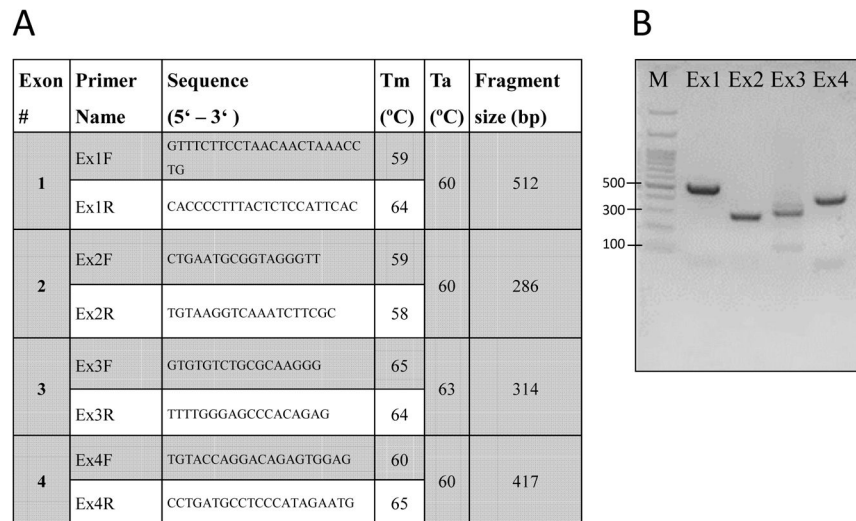 A
Exon # Primer Name Sequence (5‘ – 3‘ ) Tm (ºC) Ta (ºC) Fragment size (bp)
1 Ex1F GTTTCTTCCTAACAACTAAACCTG 59 60 512
Ex1R CACCCCTTTACTCTCCATTCAC 64
2 Ex2F CTGAATGCGGTAGGGTT 59 60 286
Ex2R TGTAAGGTCAAATCTTCGC 58
3 Ex3F GTGTGTCTGCGCAAGGG 65 63 314
Ex3R TTTTGGGAGCCCACAGAG 64
4 Ex4F TGTACCAGGACAGAGTGGAG 60 60 417
Ex4R CCTGATGCCTCCCATAGAATG 65
B
M Ex1 Ex2 Ex3 Ex4
500
300
100